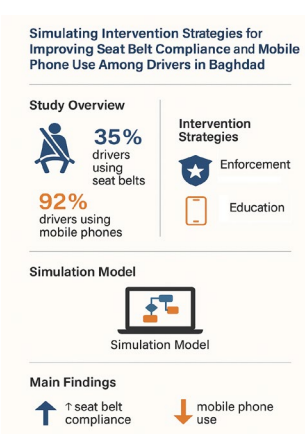 Simulating Intervention Strategies for
Improving Seat Belt Compliance and Mobile
Phone Use Among Drivers in Baghdad
Study Overview
35%
drivers
using
seat belts
92%
drivers using
mobile phones
Intervention
Strategies
Enforcement
Education
Simulation Model
Simulation Model
Main Findings
↑ seat belt
compliance
mobile phone
use